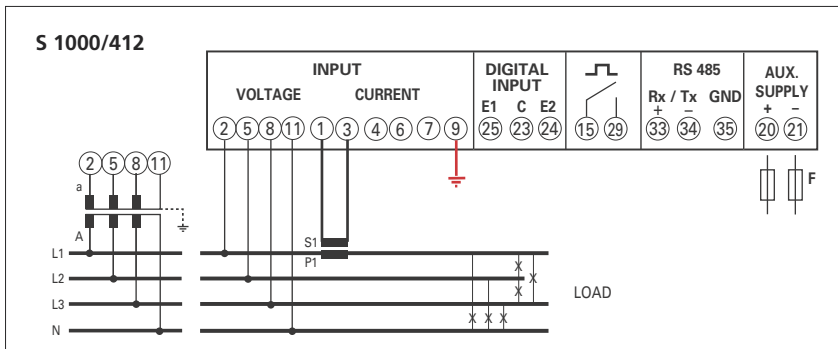 S 1000/412
INPUT
DIGITAL
INPUT
RS 485
AUX.
SUPPLY
VOLTAGE
CURRENT
E1 C E2
Rx / Tx GND
+ −
+ −
2 5 8 11 1 3 4 6 7 9 25 23 24 15 29 33 34 35 20 21
2 5 8 11
a
F
A
S1
P1
L1
L2
L3
N
X
X
X
X X X
LOAD